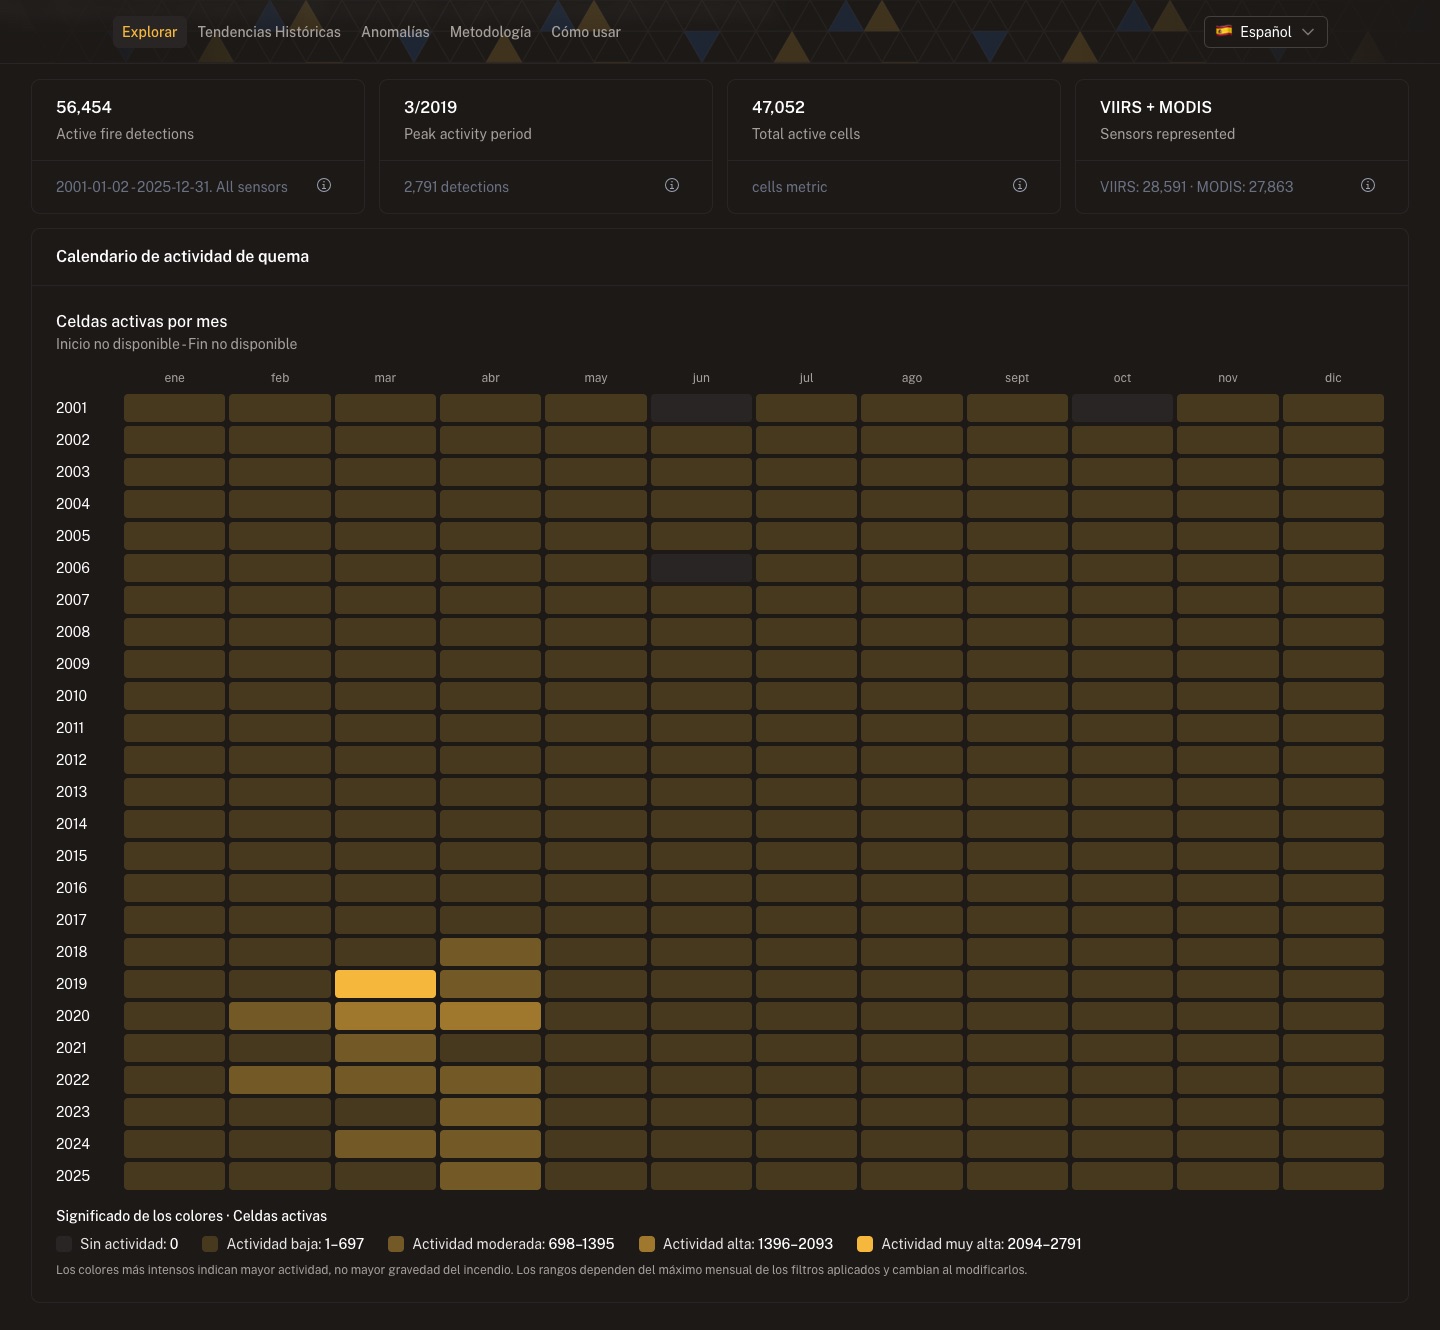 Explorar Tendencias Históricas Anomalías Metodología Cómo usar Español
56,454
Active fire detections
2001-01-02 - 2025-12-31. All sensors
3/2019
Peak activity period
2,791 detections
47,052
Total active cells
cells metric
VIIRS + MODIS
Sensors represented
VIIRS: 28,591 · MODIS: 27,863
Calendario de actividad de quema
Celdas activas por mes
Inicio no disponible - Fin no disponible
ene feb mar abr may jun jul ago sept oct nov dic
2001
2002
2003
2004
2005
2006
2007
2008
2009
2010
2011
2012
2013
2014
2015
2016
2017
2018
2019
2020
2021
2022
2023
2024
2025
Significado de los colores · Celdas activas
Sin actividad: 0 Actividad baja: 1–697 Actividad moderada: 698–1395 Actividad alta: 1396–2093 Actividad muy alta: 2094–2791
Los colores más intensos indican mayor actividad, no mayor gravedad del incendio. Los rangos dependen del máximo mensual de los filtros aplicados y cambian al modificarlos.